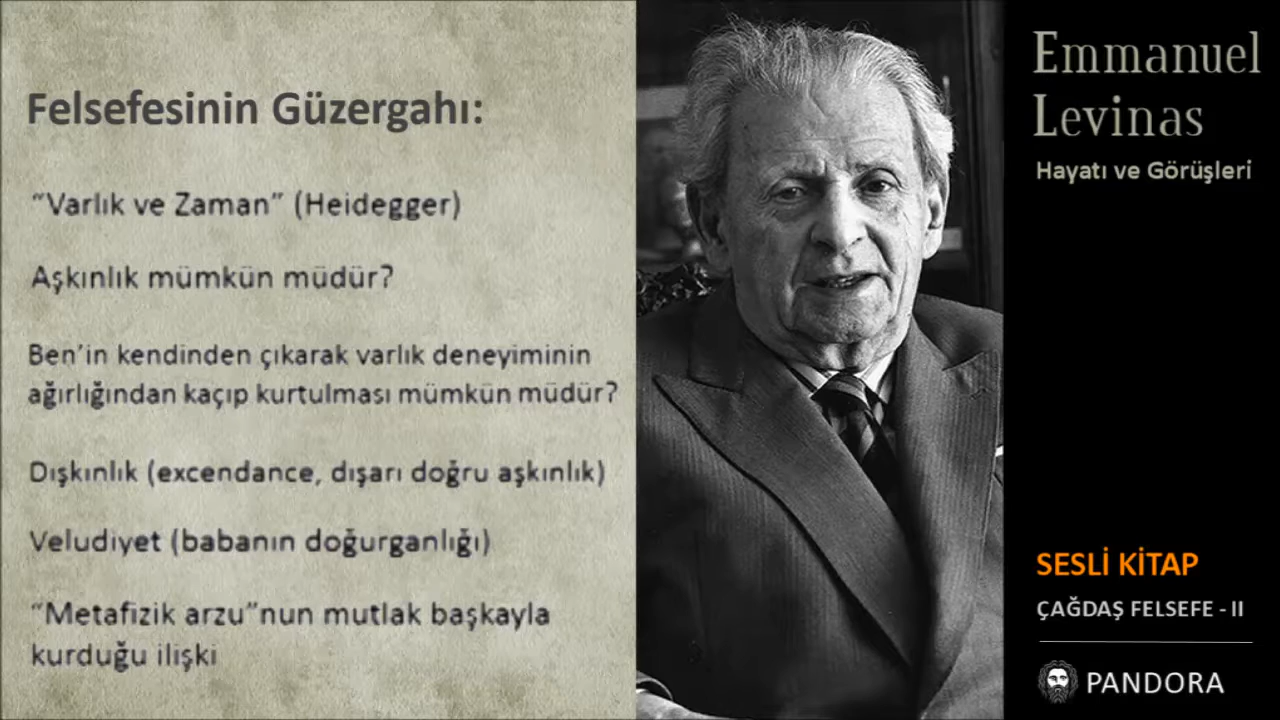 Felsefesinin Güzergahı:
“Varlık ve Zaman” (Heidegger)
Aşkınlık mümkün müdür?
Ben’in kendinden çıkarak varlık deneyiminin
ağırlığından kaçıp kurtulması mümkün müdür?
Dışkınlık (excendance, dışarı doğru aşkınlık)
Veludiyet (babanın doğurganlığı)
“Metafizik arzu”nun mutlak başkayla
kurduğu ilişki
Emmanuel
Levinas
Hayatı ve Görüşleri
SESLİ KİTAP
ÇAĞDAŞ FELSEFE - II
PANDORA